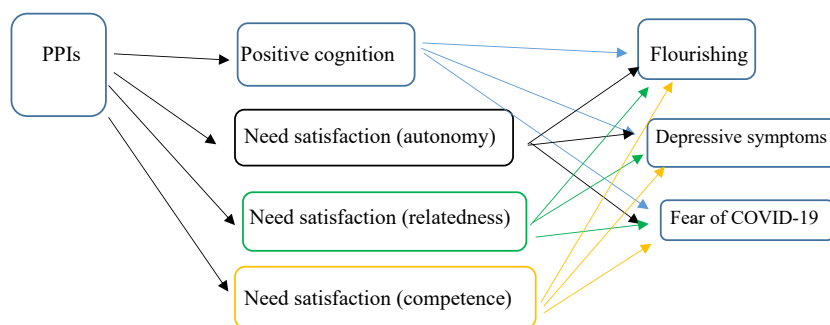 PPIs
Positive cognition
Flourishing
Need satisfaction (autonomy)
Depressive symptoms
Need satisfaction (relatedness)
Fear of COVID-19
Need satisfaction (competence)